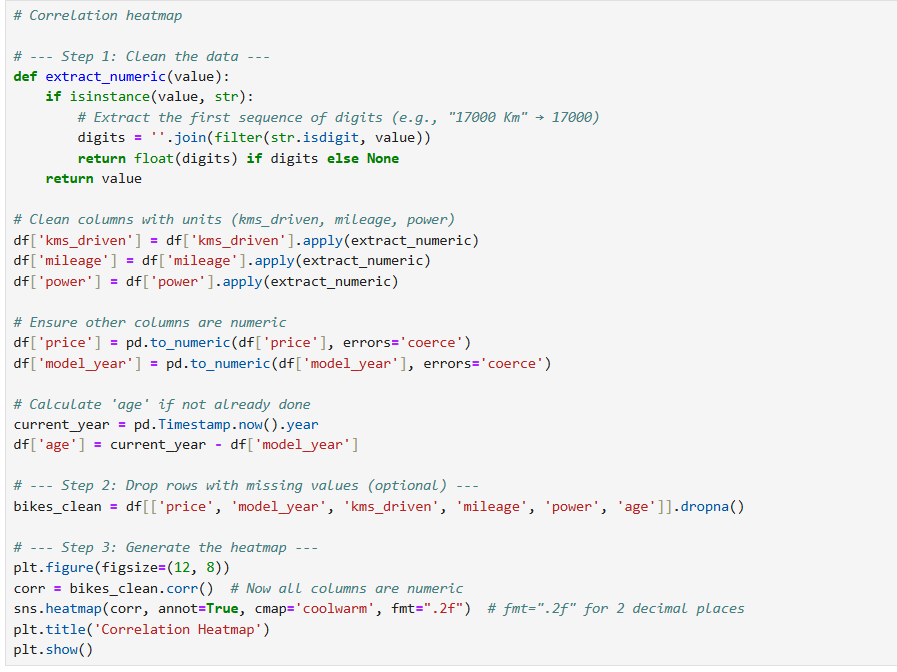 # Correlation heatmap

# --- Step 1: Clean the data ---
def extract_numeric(value):
    if isinstance(value, str):
        # Extract the first sequence of digits (e.g., "17000 Km" → 17000)
        digits = ''.join(filter(str.isdigit, value))
        return float(digits) if digits else None
    return value

# Clean columns with units (kms_driven, mileage, power)
df['kms_driven'] = df['kms_driven'].apply(extract_numeric)
df['mileage'] = df['mileage'].apply(extract_numeric)
df['power'] = df['power'].apply(extract_numeric)

# Ensure other columns are numeric
df['price'] = pd.to_numeric(df['price'], errors='coerce')
df['model_year'] = pd.to_numeric(df['model_year'], errors='coerce')

# Calculate 'age' if not already done
current_year = pd.Timestamp.now().year
df['age'] = current_year - df['model_year']

# --- Step 2: Drop rows with missing values (optional) ---
bikes_clean = df[['price', 'model_year', 'kms_driven', 'mileage', 'power', 'age']].dropna()

# --- Step 3: Generate the heatmap ---
plt.figure(figsize=(12, 8))
corr = bikes_clean.corr()  # Now all columns are numeric
sns.heatmap(corr, annot=True, cmap='coolwarm', fmt=".2f")  # fmt=".2f" for 2 decimal places
plt.title('Correlation Heatmap')
plt.show()